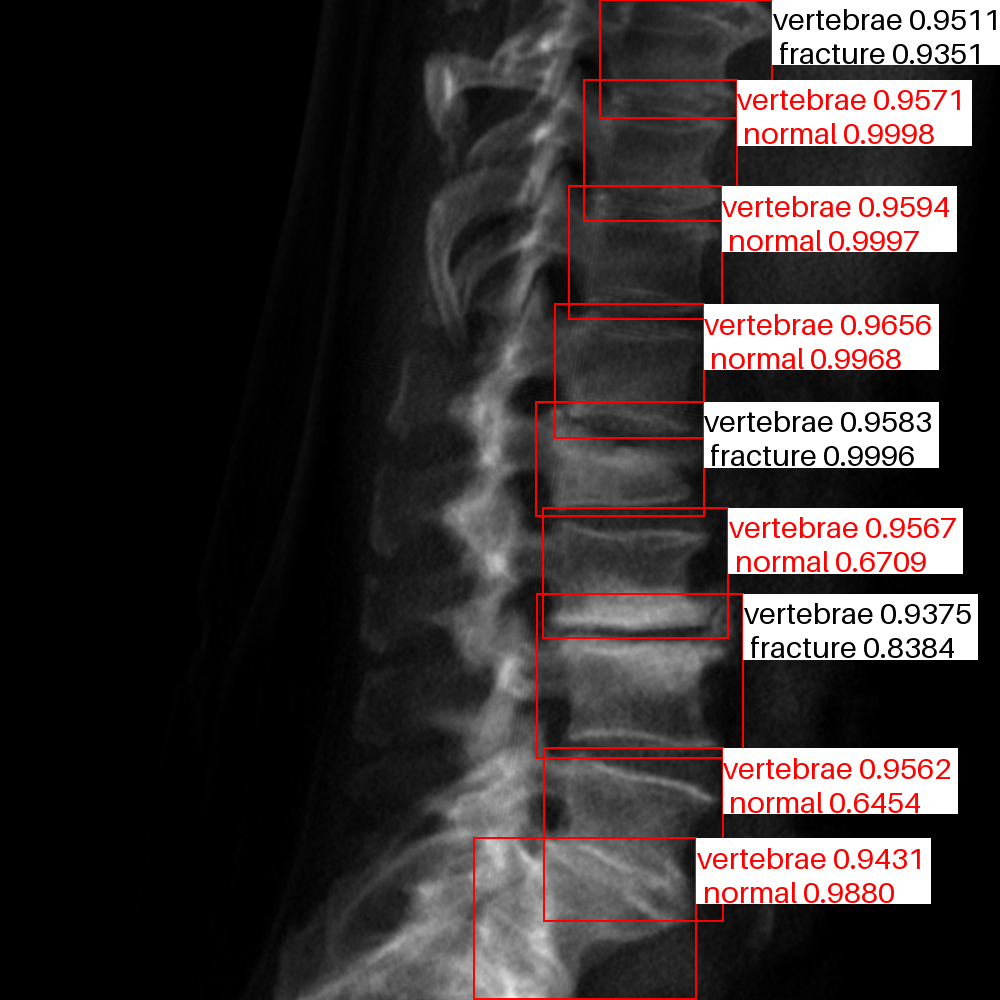 vertebrae 0.9511
fracture 0.9351
vertebrae 0.9571
normal 0.9998
vertebrae 0.9594
normal 0.9997
vertebrae 0.9656
normal 0.9968
vertebrae 0.9583
fracture 0.9996
vertebrae 0.9567
normal 0.6709
vertebrae 0.9375
fracture 0.8384
vertebrae 0.9562
normal 0.6454
vertebrae 0.9431
normal 0.9880